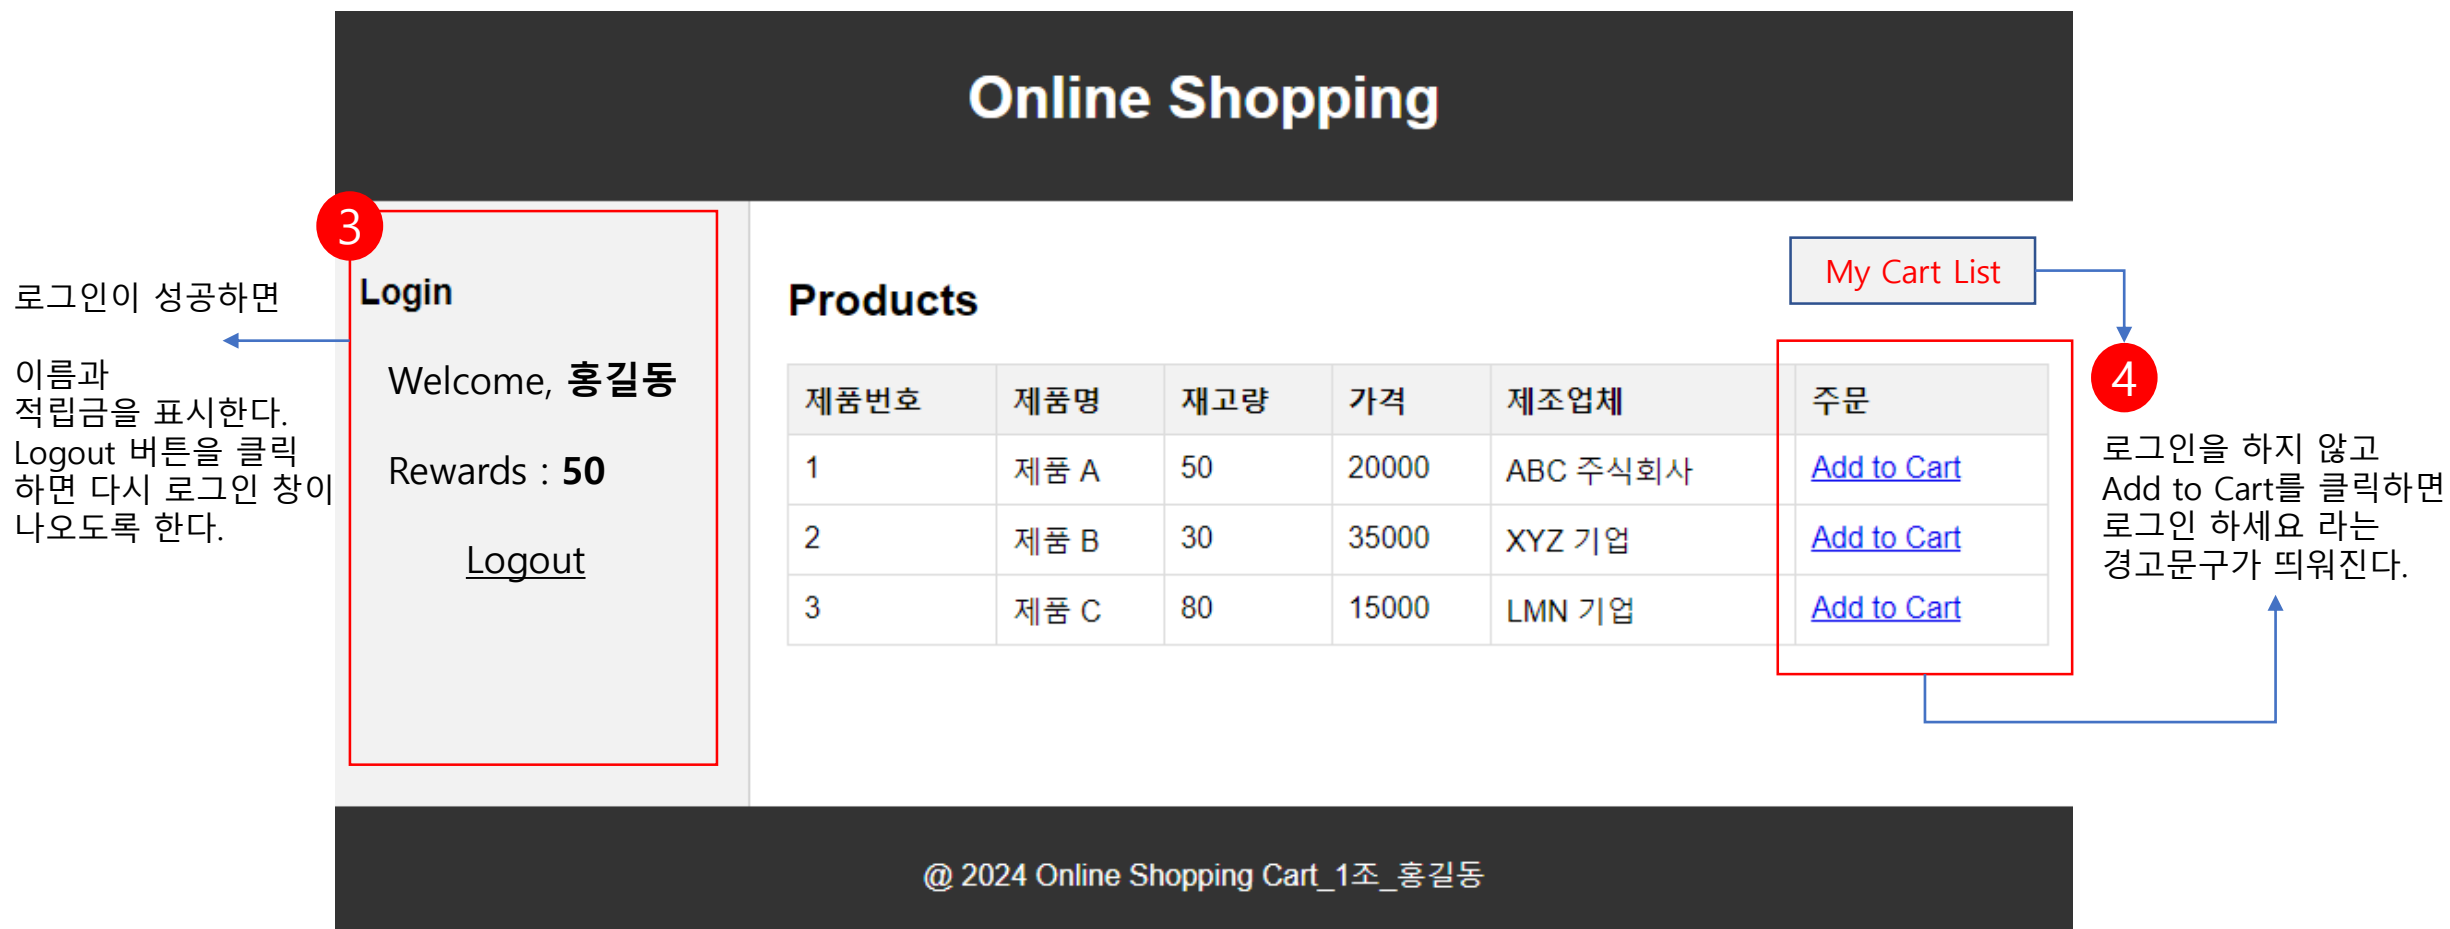 Online Shopping
3
로그인이 성공하면
이름과
적립금을 표시한다.
Logout 버튼을 클릭
하면 다시 로그인 창이
나오도록 한다.
Login
Welcome, 홍길동
Rewards : 50
Logout
My Cart List
Products
제품번호 제품명 재고량 가격 제조업체 주문
1 제품 A 50 20000 ABC 주식회사 Add to Cart
2 제품 B 30 35000 XYZ 기업 Add to Cart
3 제품 C 80 15000 LMN 기업 Add to Cart
4
로그인을 하지 않고
Add to Cart를 클릭하면
로그인 하세요 라는
경고문구가 띄워진다.
@ 2024 Online Shopping Cart_1조_홍길동